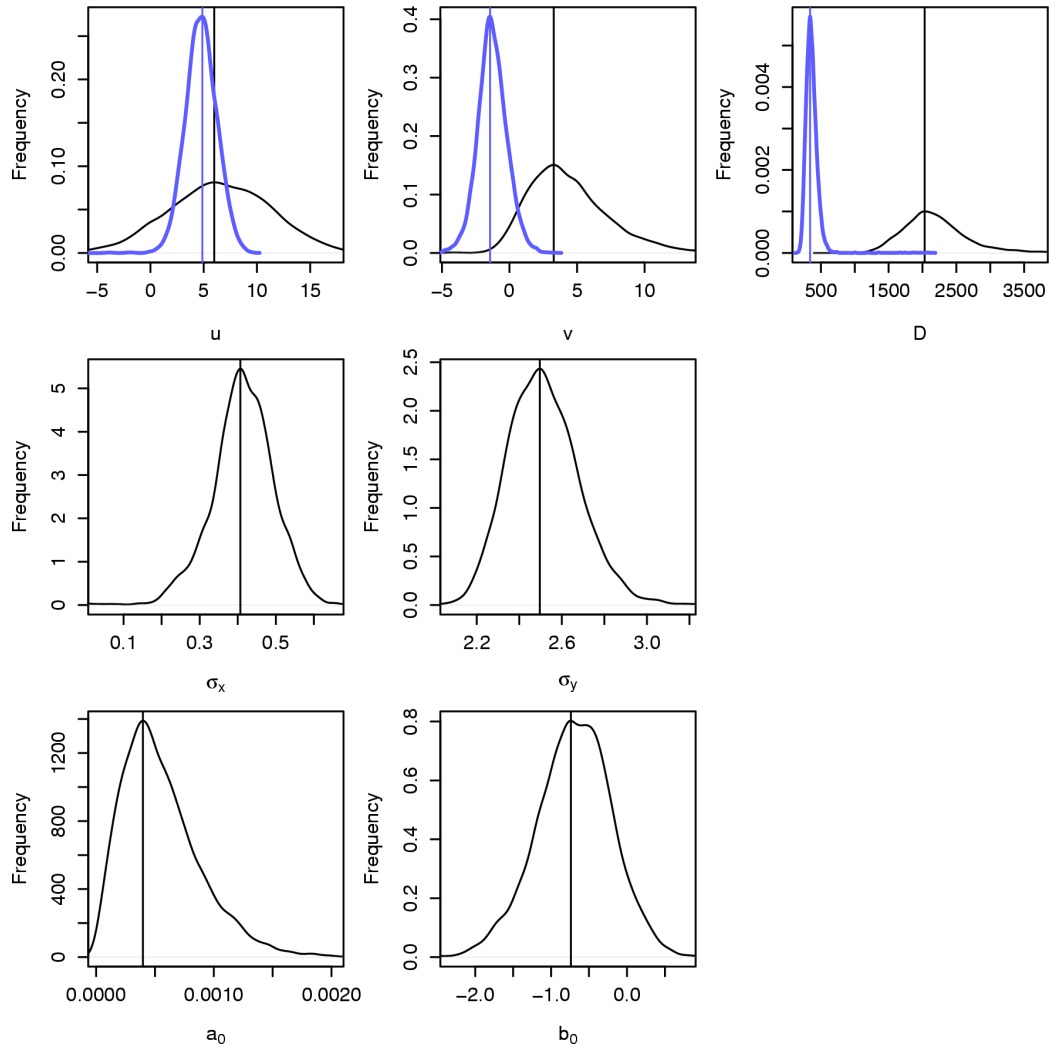 Frequency
0.00 0.10 0.20
−5 0 5 10 15
u
Frequency
0.0 0.1 0.2 0.3 0.4
−5 0 5 10
v
Frequency
0.000 0.002 0.004
500 1500 2500 3500
D
Frequency
0 1 2 3 4 5
0.1 0.3 0.5
σx
Frequency
0.0 0.5 1.0 1.5 2.0 2.5
2.2 2.6 3.0
σy
Frequency
0 400 800 1200
0.0000 0.0010 0.0020
a0
Frequency
0.0 0.2 0.4 0.6 0.8
−2.0 −1.0 0.0
b0